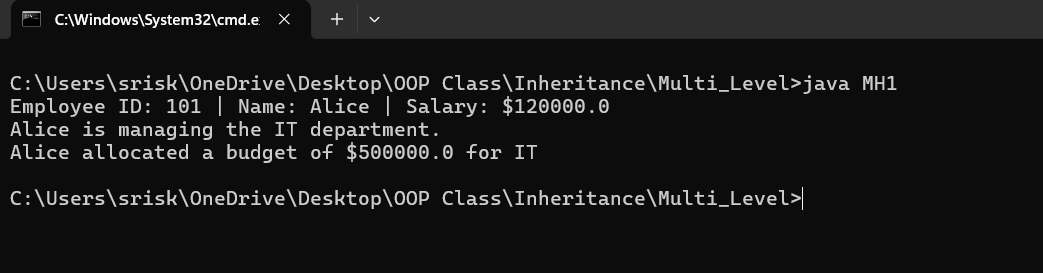 C:\Windows\System32\cmd.e
C:\Users\srisk\OneDrive\Desktop\OOP Class\Inheritance\Multi_Level>java MH1
Employee ID: 101 | Name: Alice | Salary: $120000.0
Alice is managing the IT department.
Alice allocated a budget of $500000.0 for IT
C:\Users\srisk\OneDrive\Desktop\OOP Class\Inheritance\Multi_Level>